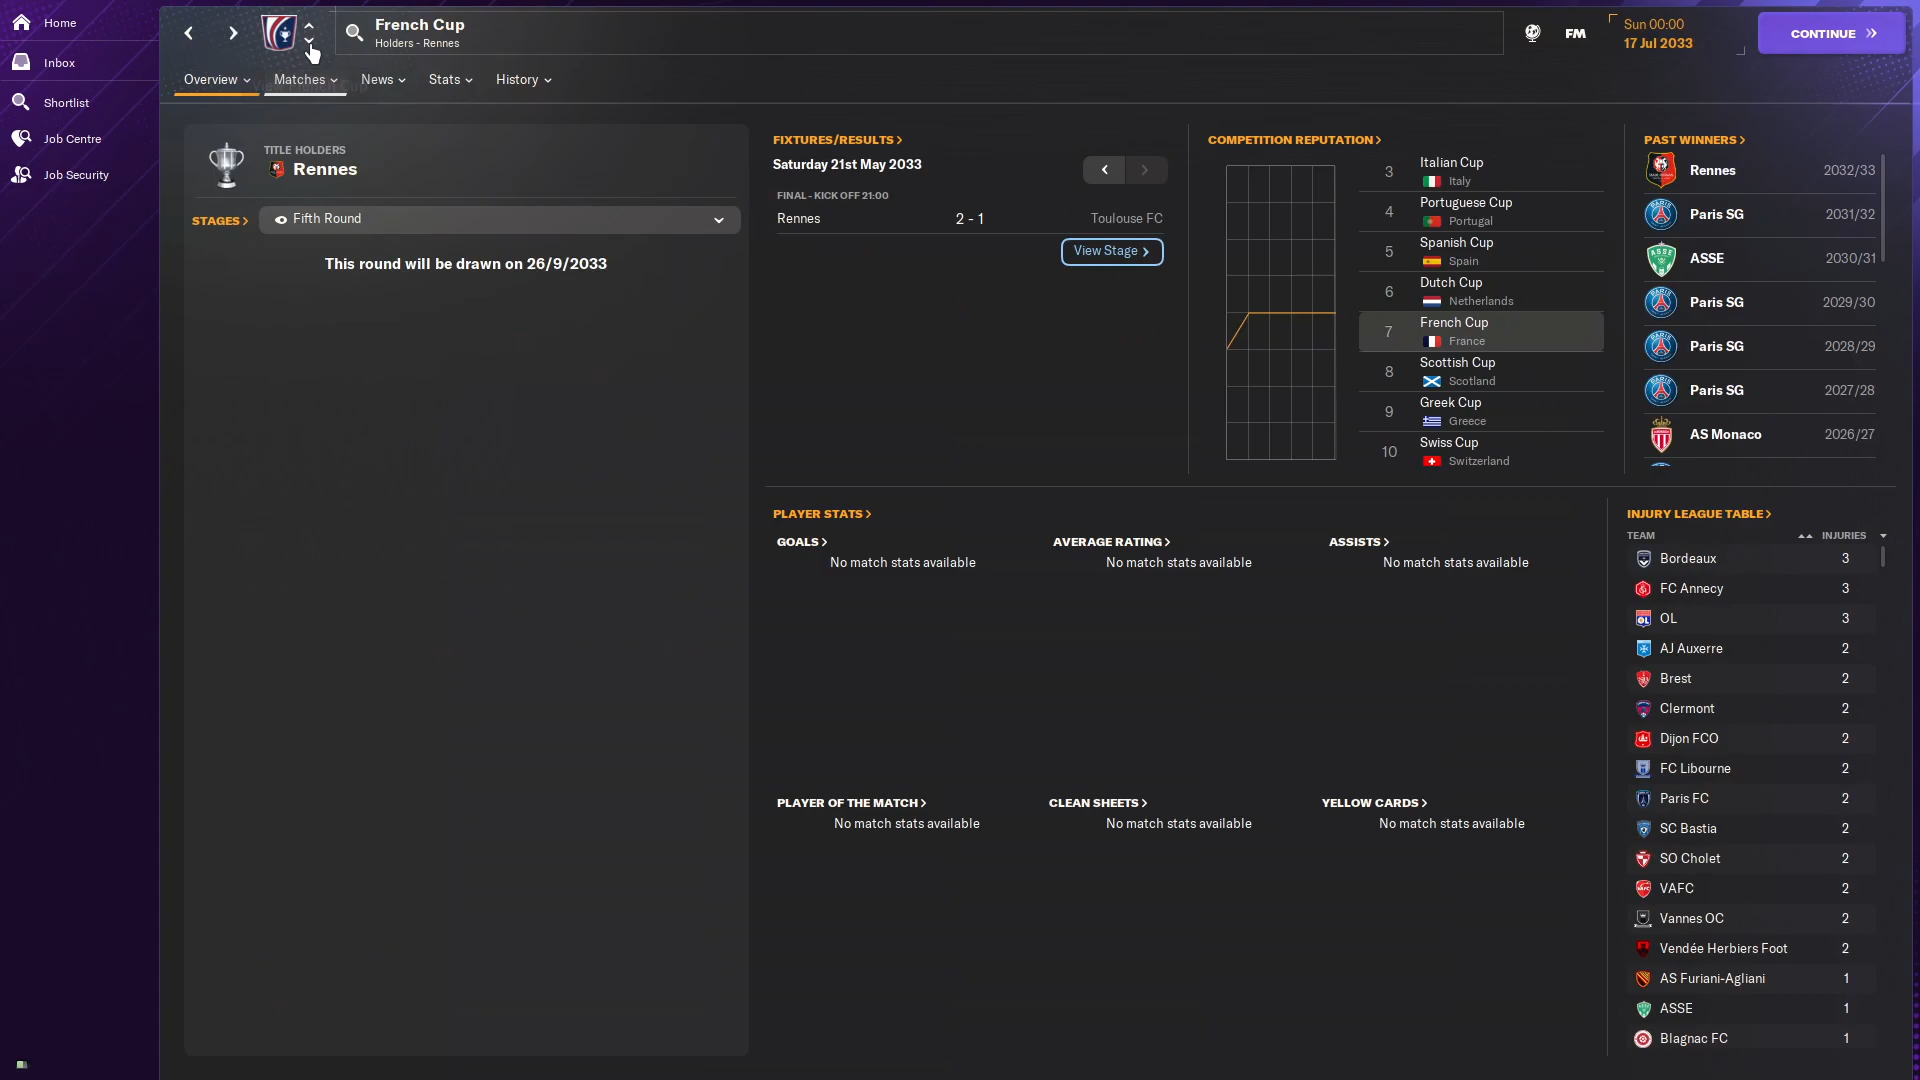 Home
Inbox
Shortlist
Job Centre
Job Security
French Cup
Holders - Rennes
FM
Sun 00:00
17 Jul 2033
CONTINUE
Overview
Matches
News
Stats
History
TITLE HOLDERS
Rennes
STAGES
Fifth Round
This round will be drawn on 26/9/2033
FIXTURES/RESULTS
Saturday 21st May 2033
FINAL - KICK OFF 21:00
Rennes 2 - 1 Toulouse FC
View Stage
COMPETITION REPUTATION
3 Italian Cup
Italy
4 Portuguese Cup
Portugal
5 Spanish Cup
Spain
6 Dutch Cup
Netherlands
7 French Cup
France
8 Scottish Cup
Scotland
9 Greek Cup
Greece
10 Swiss Cup
Switzerland
PAST WINNERS
Rennes 2032/33
Paris SG 2031/32
ASSE 2030/31
Paris SG 2029/30
Paris SG 2028/29
Paris SG 2027/28
AS Monaco 2026/27
PLAYER STATS
GOALS
No match stats available
AVERAGE RATING
No match stats available
ASSISTS
No match stats available
PLAYER OF THE MATCH
No match stats available
CLEAN SHEETS
No match stats available
YELLOW CARDS
No match stats available
INJURY LEAGUE TABLE
TEAM INJURIES
Bordeaux 3
FC Annecy 3
OL 3
AJ Auxerre 2
Brest 2
Clermont 2
Dijon FCO 2
FC Libourne 2
Paris FC 2
SC Bastia 2
SO Cholet 2
VAFC 2
Vannes OC 2
Vendée Herbiers Foot 2
AS Furiani-Agliani 1
ASSE 1
Blagnac FC 1